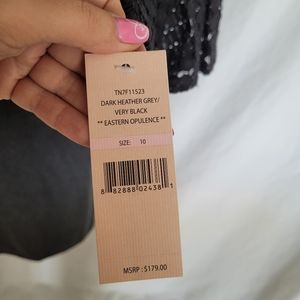 TN7F11523
DARK HEATHER GREY/
VERY BLACK
** EASTERN OPULENCE **
SIZE: 10
8 82888 02438 1
MSRP : $179.00